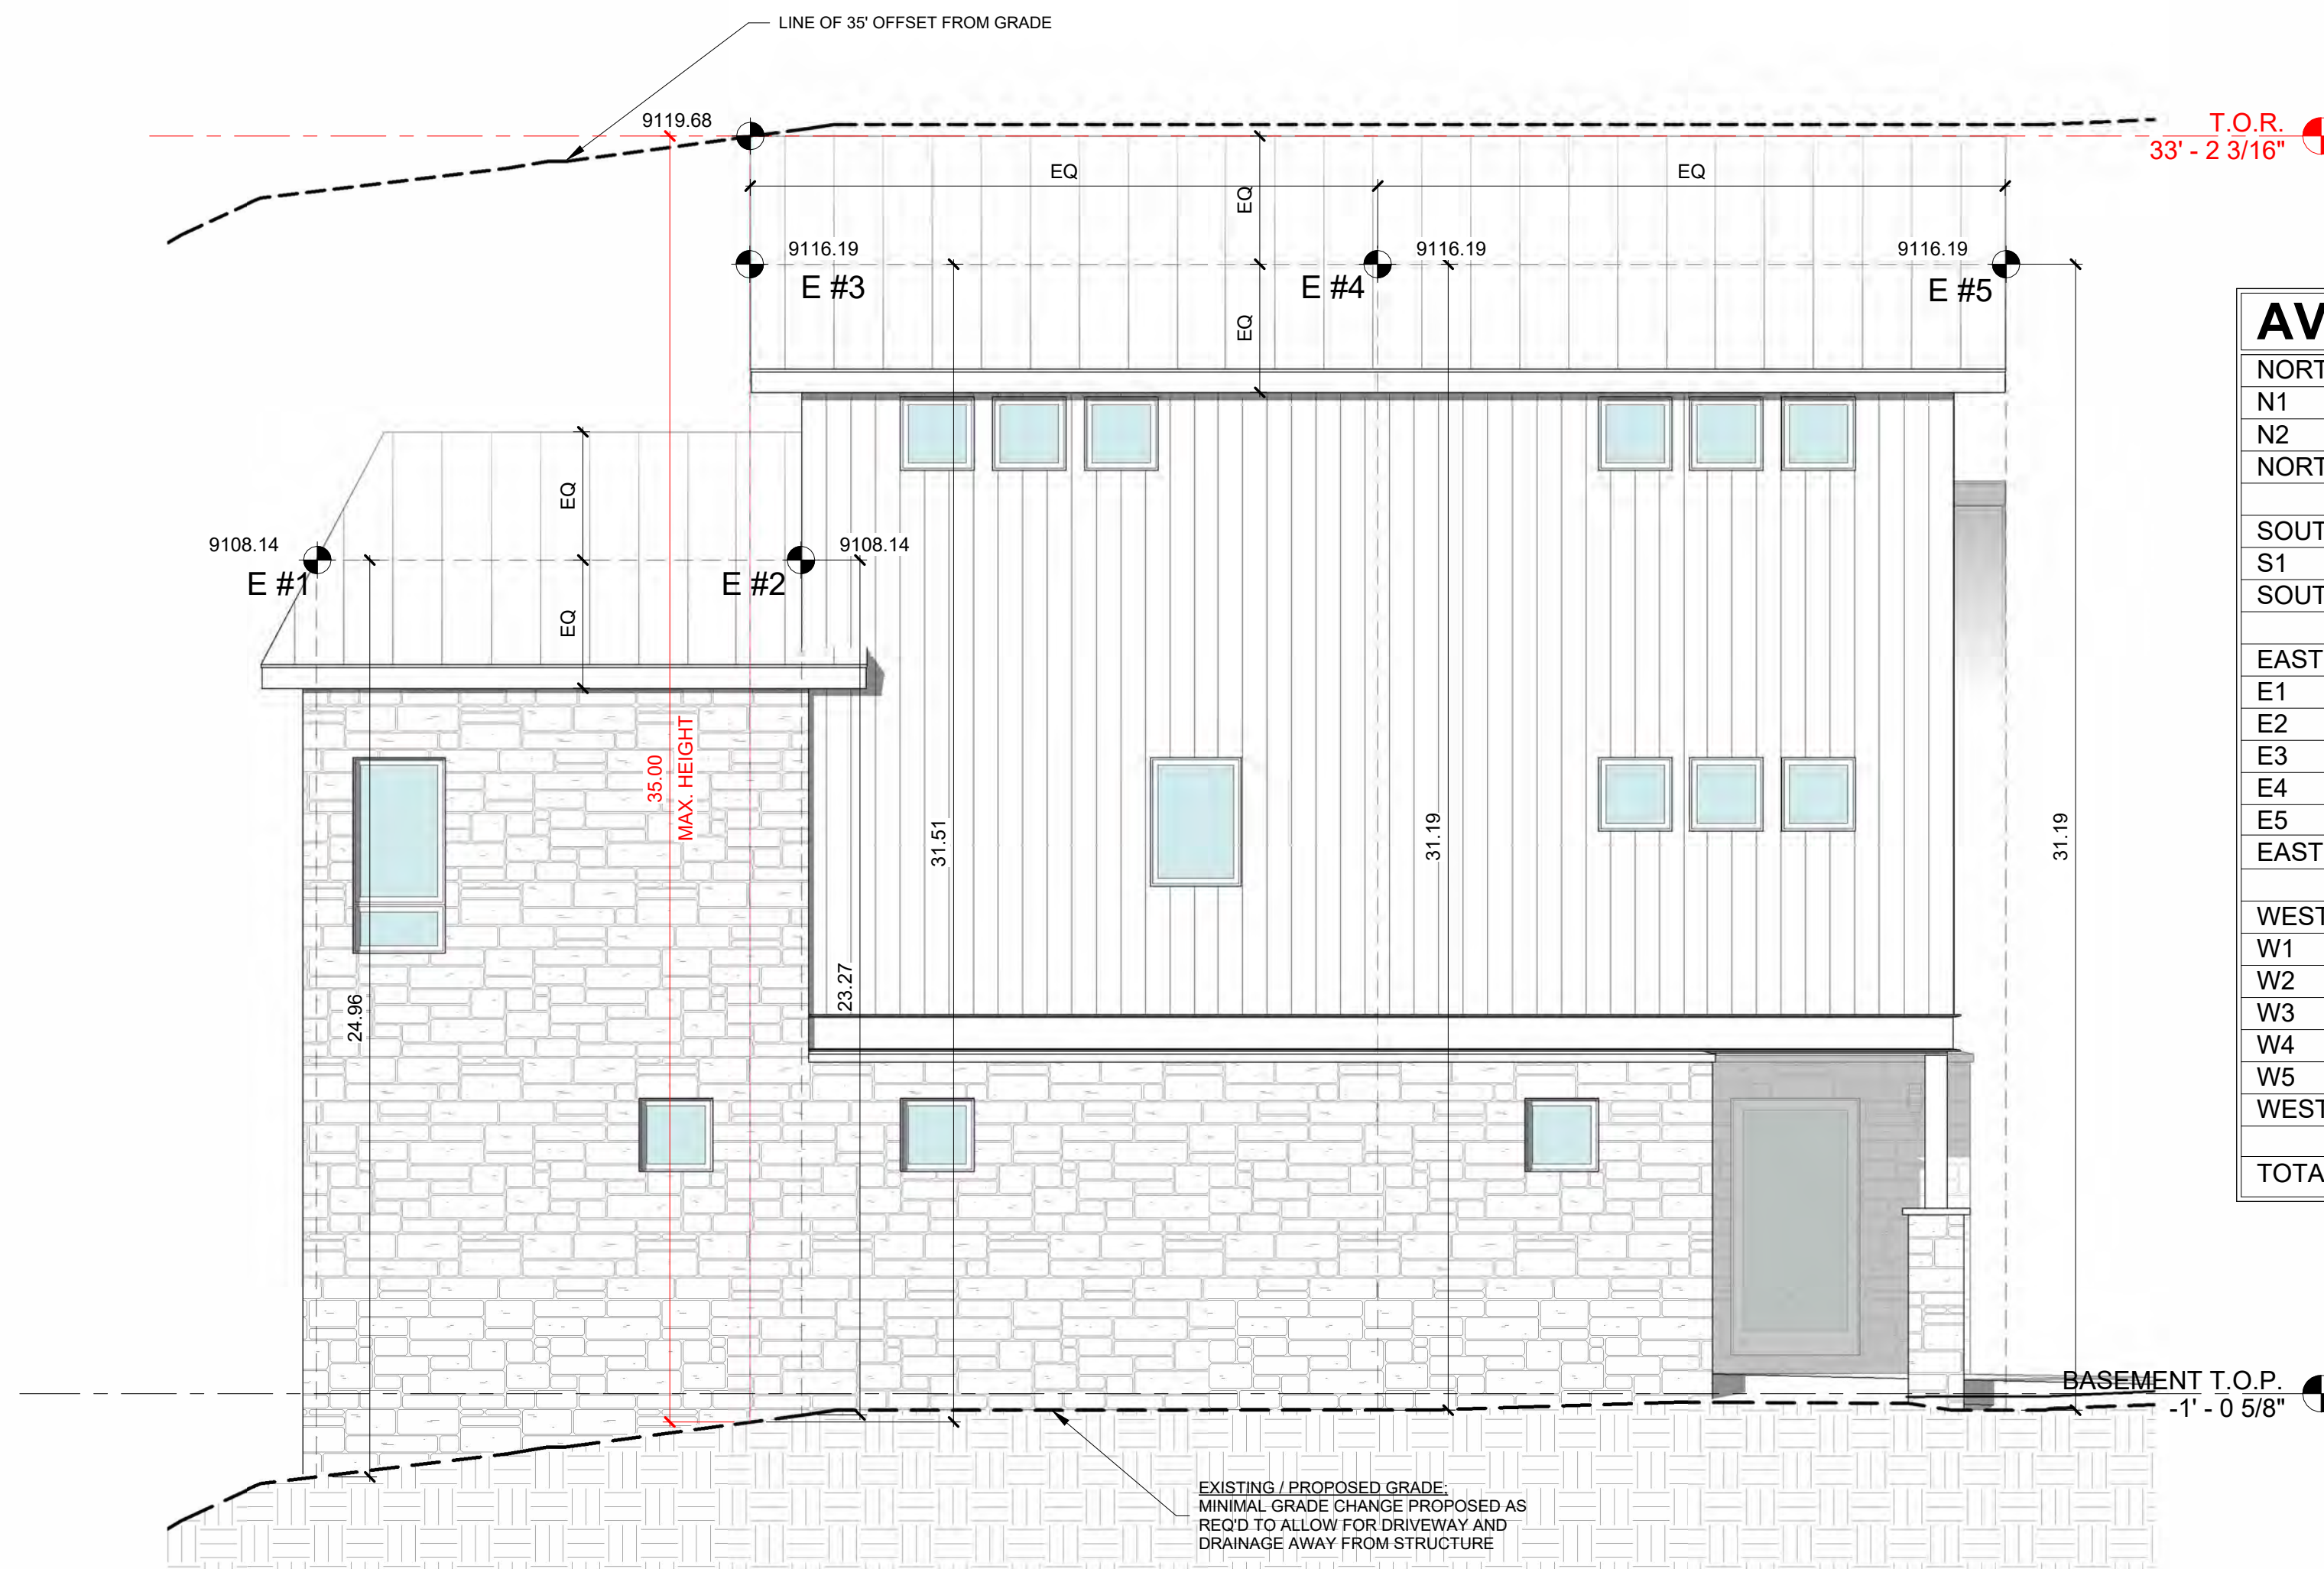 LINE OF 35' OFFSET FROM GRADE
9119.68
T.O.R.
33' - 2 3/16"
EQ
EQ
EQ
9116.19
9116.19
9116.19
E #3
E #4
E #5
EQ
AV
NORT
N1
N2
NORT
SOUT
S1
SOUT
EAST
E1
E2
E3
E4
E5
EAST
WEST
W1
W2
W3
W4
W5
WEST
TOTA
EQ
9108.14
9108.14
E #1
E #2
EQ
35.00
MAX. HEIGHT
31.51
31.19
31.19
24.96
23.27
BASEMENT T.O.P.
-1' - 0 5/8"
EXISTING / PROPOSED GRADE:
MINIMAL GRADE CHANGE PROPOSED AS
REQ'D TO ALLOW FOR DRIVEWAY AND
DRAINAGE AWAY FROM STRUCTURE